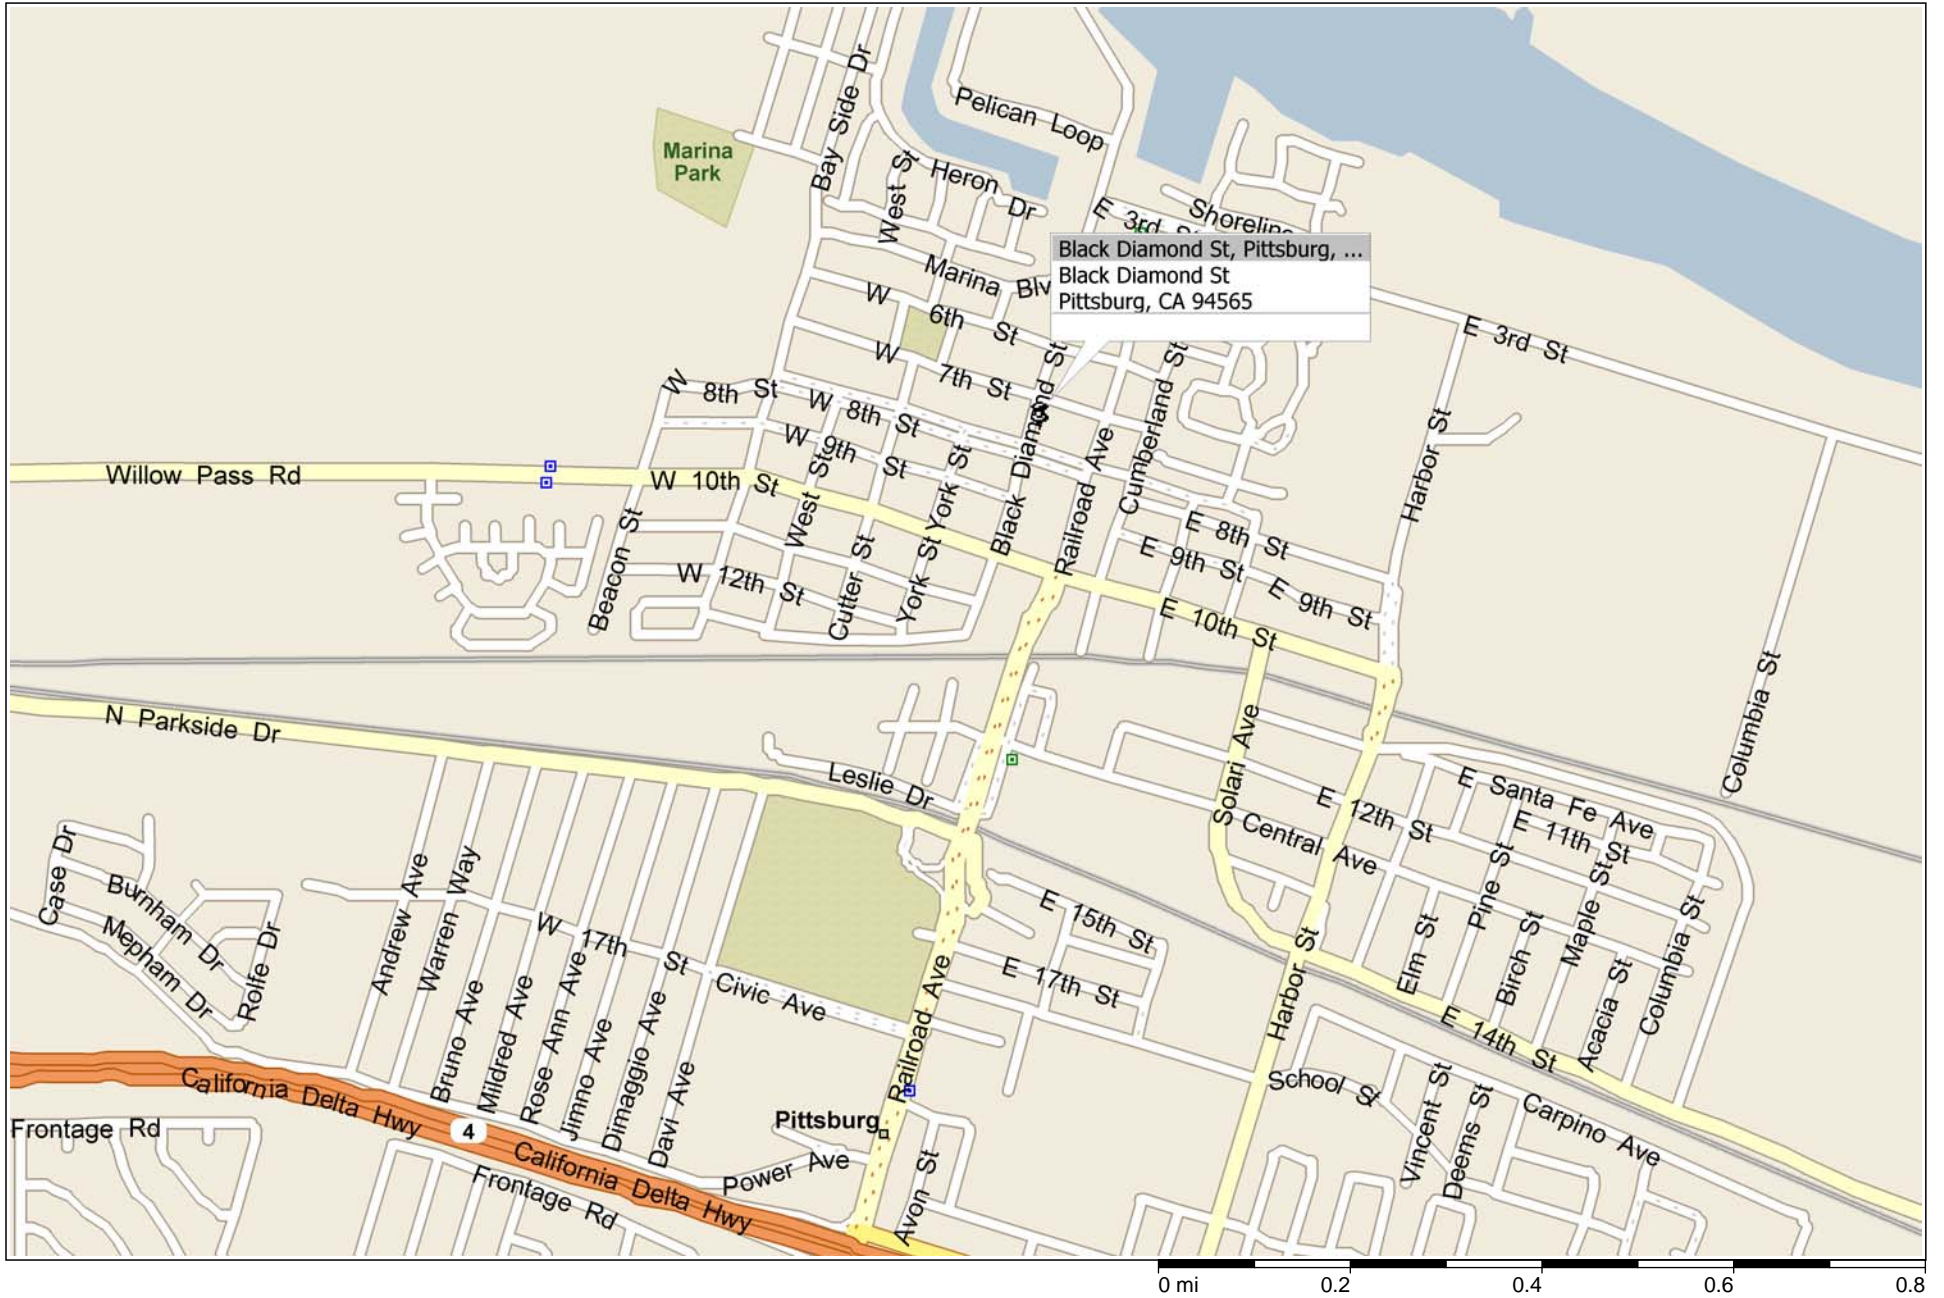 Bay Side Dr
Pelican Loop
Marina
Park
West St
Heron Dr
E 3rd St
Shoreline
Black Diamond St, Pittsburg, ...
Black Diamond St
Pittsburg, CA 94565
Marina
W 6th St
E 3rd St
W 7th St
W 8th St
W 8th St
W 9th St
Black Diamond St
Railroad Ave
Cumberland St
Harbor St
Willow Pass Rd
W 10th St
West St
York St
York St
Cutter St
Beacon St
W 12th St
E 8th St
E 9th St
E 9th St
E 10th St
Columbia St
N Parkside Dr
Leslie Dr
Solari Ave
E 12th St
Central Ave
E Santa Fe Ave
E 11th St
Case Dr
Burnham Dr
Mepham Dr
Rolfe Dr
Andrew Ave
Warren Way
Bruno Ave
Mildred Ave
Rose Ann Ave
Jimno Ave
Dimaggio Ave
Davi Ave
W 17th St
Civic Ave
Railroad Ave
E 15th St
E 17th St
Harbor St
Elm St
Pine St
Birch St
Maple St
Acacia St
Columbia St
E 14th St
School St
Vincent St
Deems St
Carpino Ave
California Delta Hwy
4
California Delta Hwy
Frontage Rd
Frontage Rd
Pittsburg
Power Ave
Avon St
0 mi 0.2 0.4 0.6 0.8